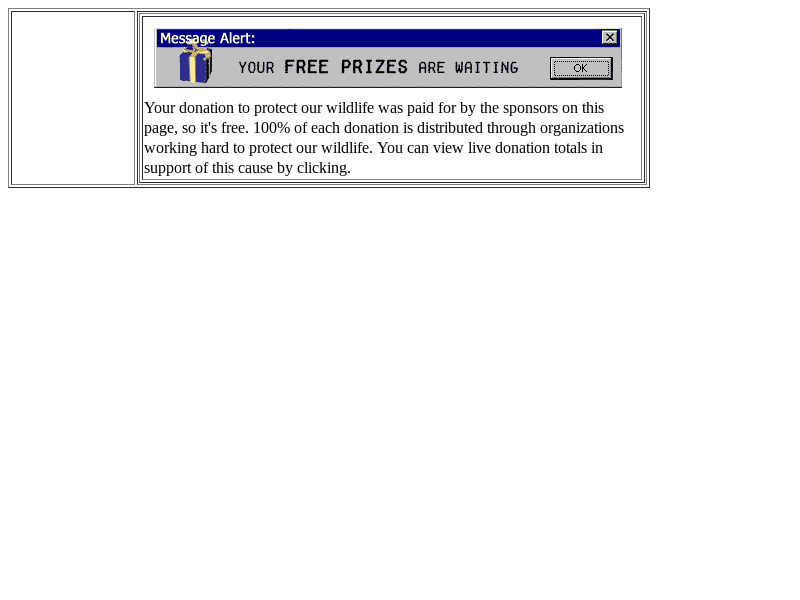 Message Alert:
YOUR FREE PRIZES ARE WAITING
OK
Your donation to protect our wildlife was paid for by the sponsors on this
page, so it's free. 100% of each donation is distributed through organizations
working hard to protect our wildlife. You can view live donation totals in
support of this cause by clicking.